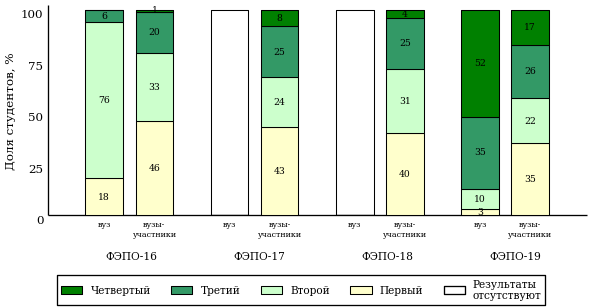 Доля студентов, %
100
75
50
25
0
6
76
18
1
20
33
46
8
25
24
43
4
25
31
40
52
35
10
3
17
26
22
35
вуз
вузы-
участники
вуз
вузы-
участники
вуз
вузы-
участники
вуз
вузы-
участники
ФЭПО-16
ФЭПО-17
ФЭПО-18
ФЭПО-19
Четвертый
Третий
Второй
Первый
Результаты
отсутствуют